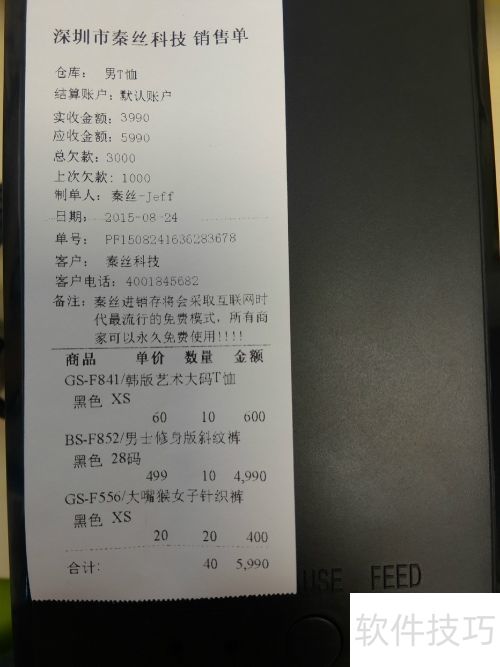 深圳市秦丝科技 销售单
仓库： 男T恤
结算账户：默认账户
实收金额：3990
应收金额：5990
总欠款：3000
上次欠款：1000
制单人：秦丝-Jeff
日期： 2015-08-24
单号： PF1508241636283678
客户： 秦丝科技
客户电话：4001845682
备注：秦丝进销存将会采取互联网时
代最流行的免费模式，所有商
家可以永久免费使用!!!!
商品 单价 数量 金额
GS-F841/韩版艺术大码T恤
黑色 XS
60 10 600
BS-F852/男士修身版斜纹裤
黑色 28码
499 10 4,990
GS-F556/大嘴猴女子针织裤
黑色 XS
20 20 400
合计: 40 5,990
USE FEED
软件技巧